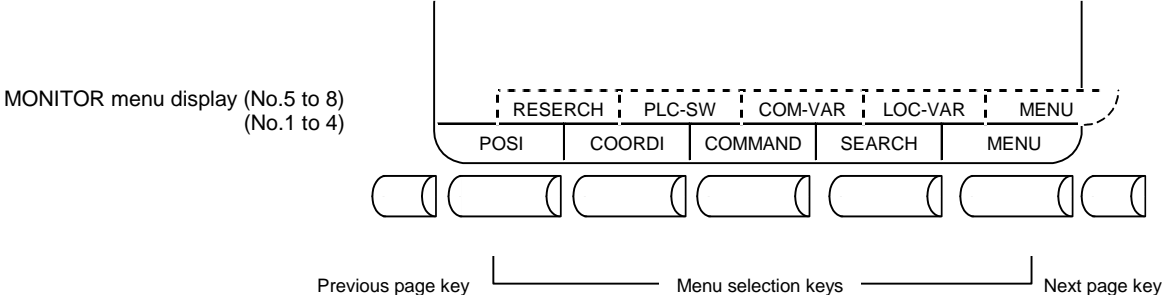 MONITOR menu display (No.5 to 8)
(No.1 to 4)
RESERCH PLC-SW COM-VAR LOC-VAR MENU
POSI COORDI COMMAND SEARCH MENU
Previous page key Menu selection keys Next page key